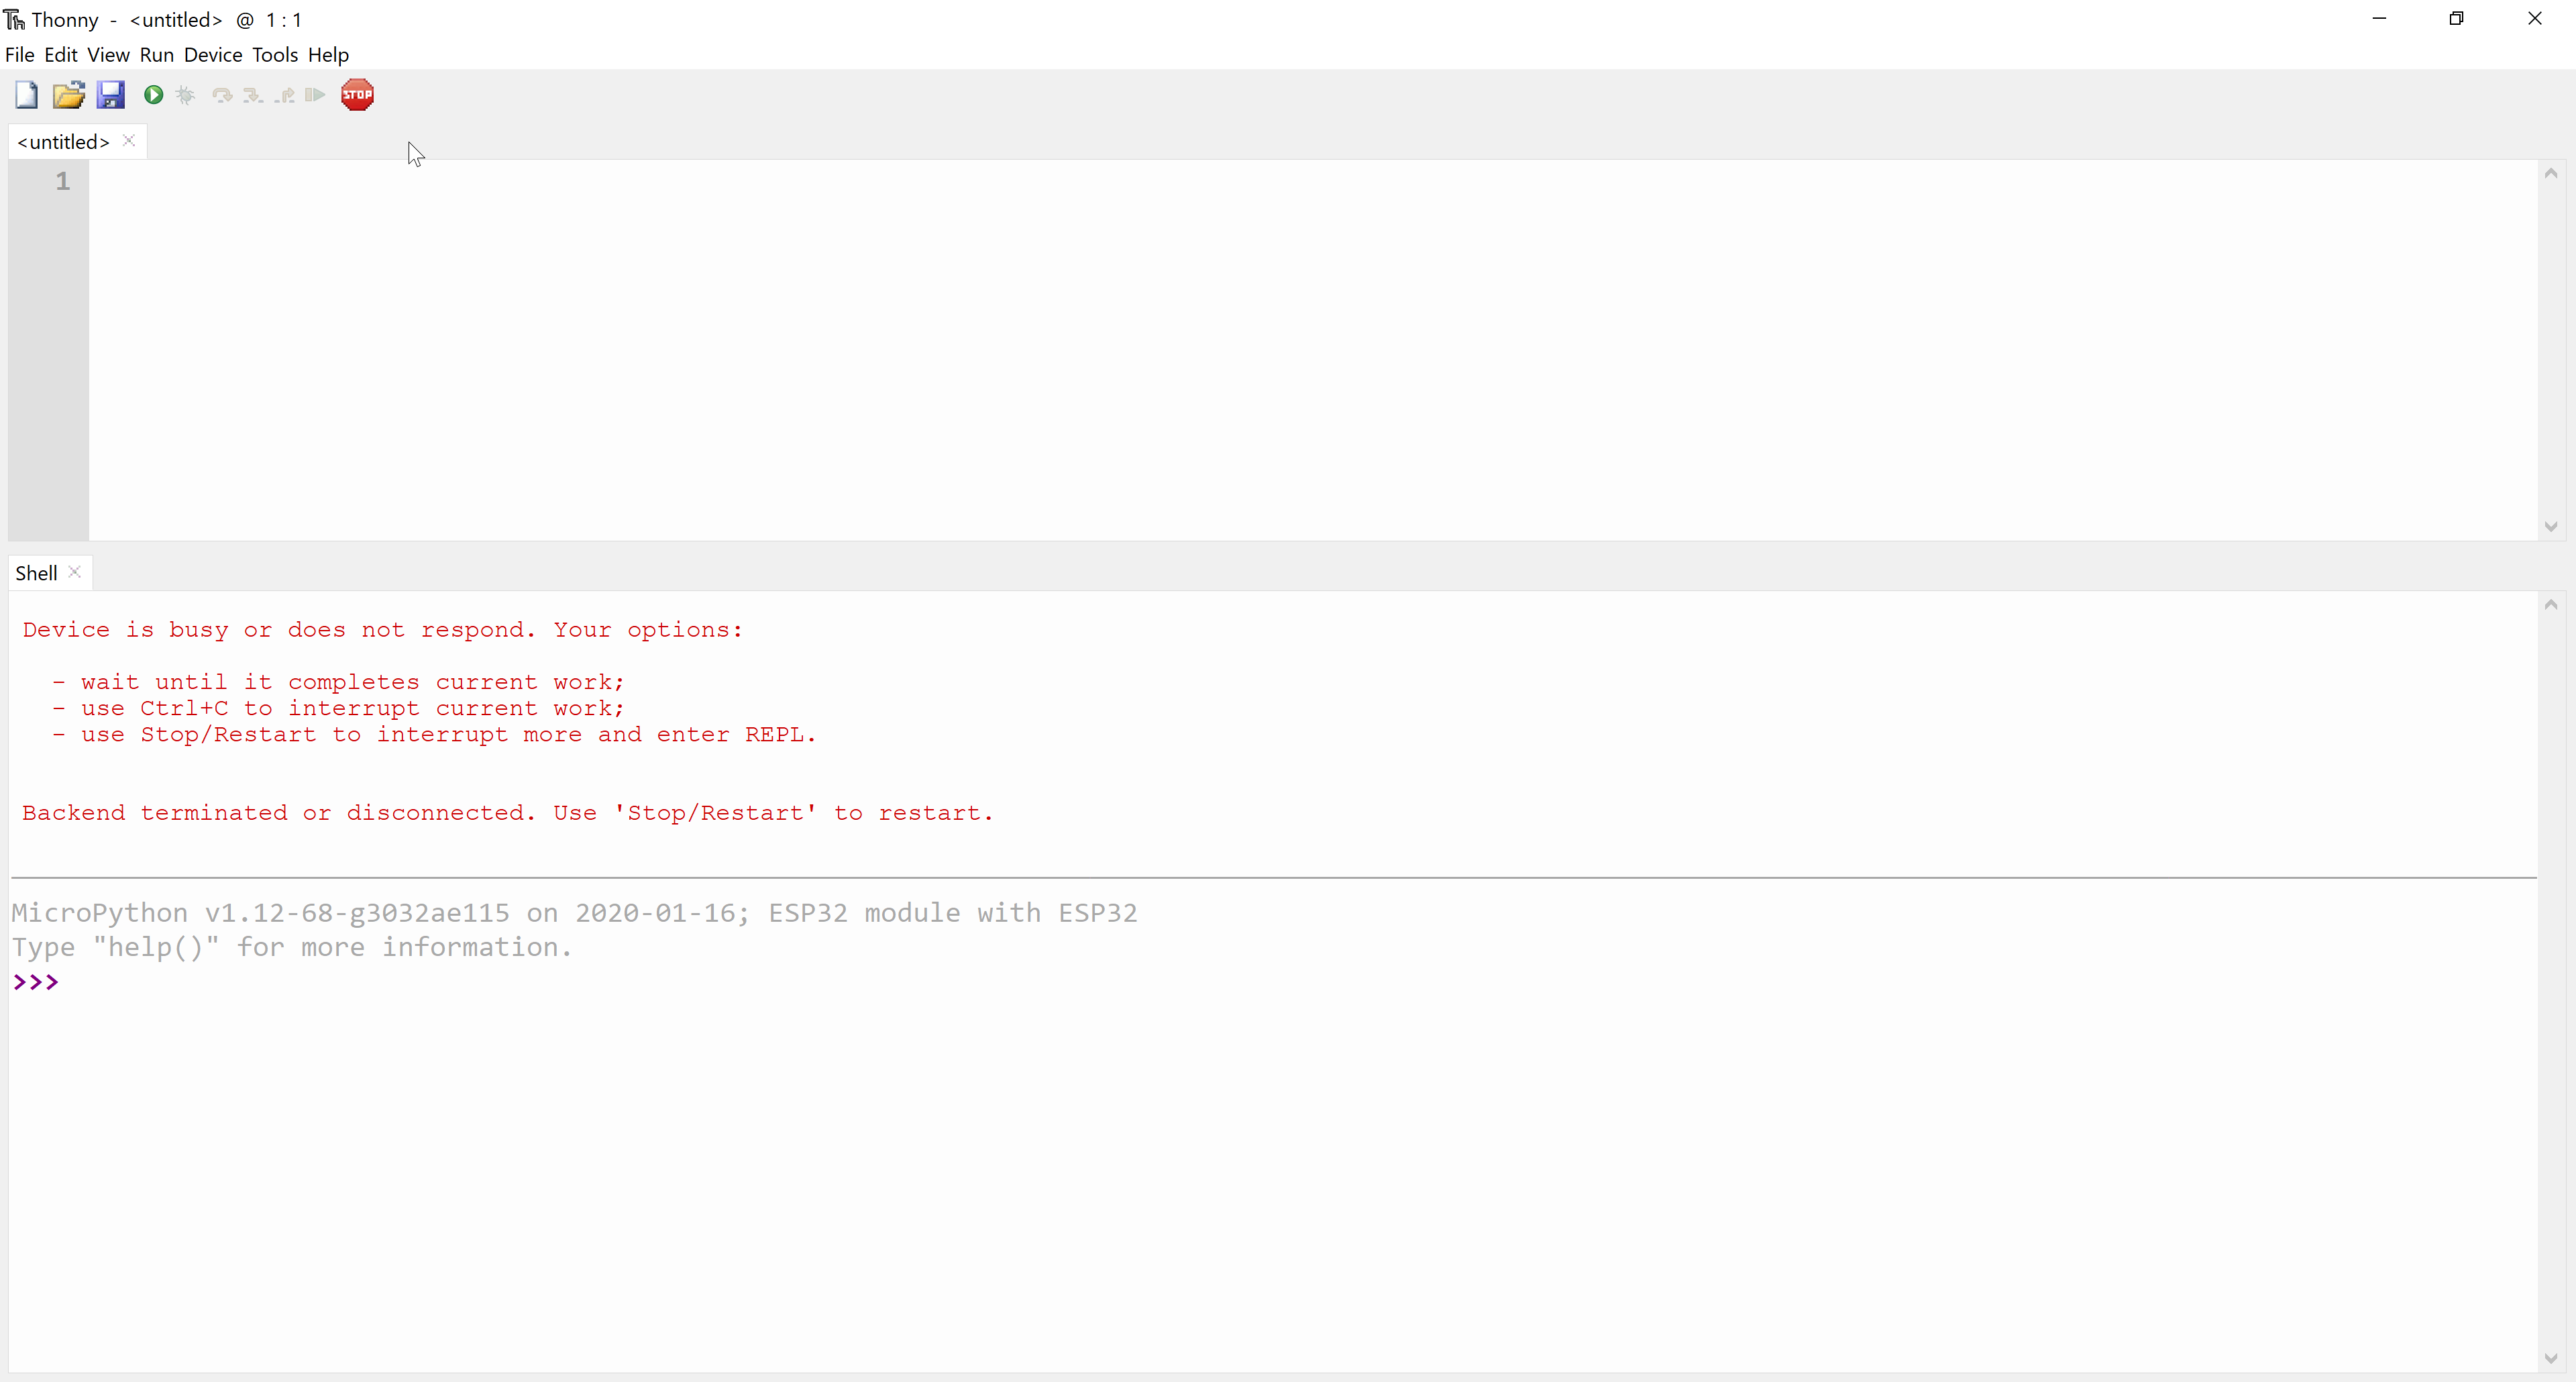 Thonny - <untitled> @ 1 : 1
File Edit View Run Device Tools Help
STOP
<untitled>
1
Shell
Device is busy or does not respond. Your options:
- wait until it completes current work;
- use Ctrl+C to interrupt current work;
- use Stop/Restart to interrupt more and enter REPL.
Backend terminated or disconnected. Use 'Stop/Restart' to restart.
MicroPython v1.12-68-g3032ae115 on 2020-01-16; ESP32 module with ESP32
Type "help()" for more information.
>>>